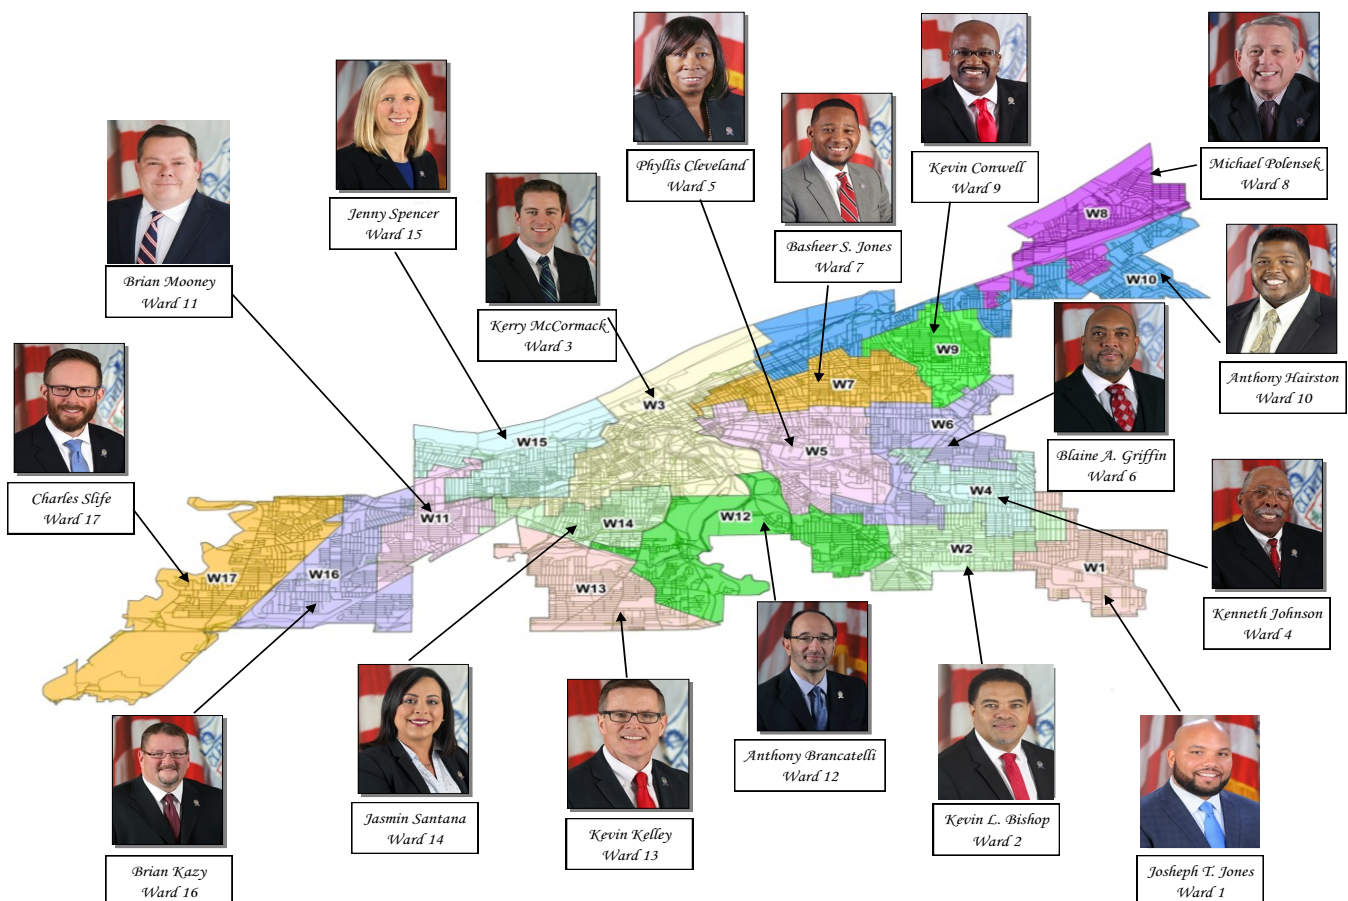 Phyllis Cleveland
Ward 5
Kevin Conwell
Ward 9
Michael Polensek
Ward 8
Jenny Spencer
Ward 15
Basheer S. Jones
Ward 7
Brian Mooney
Ward 11
Kerry McCormack
Ward 3
Anthony Hairston
Ward 10
Blaine A. Griffin
Ward 6
Charles Slife
Ward 17
Kenneth Johnson
Ward 4
Anthony Brancatelli
Ward 12
Jasmin Santana
Ward 14
Kevin Kelley
Ward 13
Kevin L. Bishop
Ward 2
Brian Kazy
Ward 16
Josheph T. Jones
Ward 1
W8
W10
W9
W7
W3
W6
W15
W5
W4
W11
W14
W12
W2
W1
W17
W16
W13